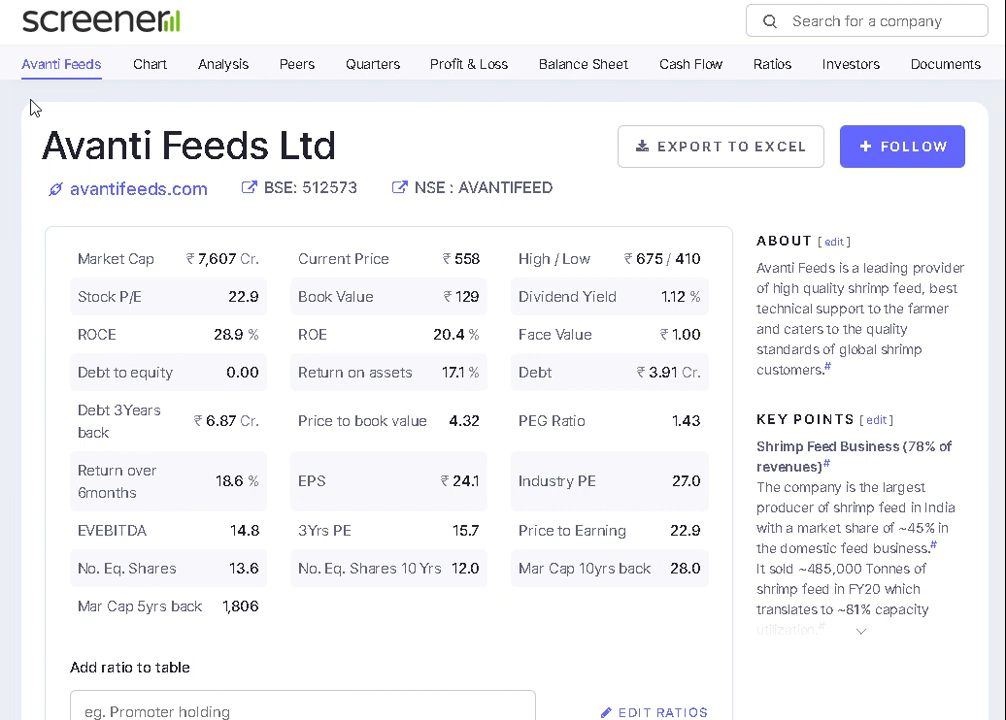 screener
Search for a company
Avanti Feeds Chart Analysis Peers Quarters Profit & Loss Balance Sheet Cash Flow Ratios Investors Documents
Avanti Feeds Ltd
EXPORT TO EXCEL
+ FOLLOW
avantifeeds.com BSE: 512573 NSE : AVANTIFEED
Market Cap ₹ 7,607 Cr. Current Price ₹ 558 High / Low ₹ 675 / 410
Stock P/E 22.9 Book Value ₹ 129 Dividend Yield 1.12 %
ROCE 28.9 % ROE 20.4 % Face Value ₹ 1.00
Debt to equity 0.00 Return on assets 17.1 % Debt ₹ 3.91 Cr.
Debt 3Years
back ₹ 6.87 Cr. Price to book value 4.32 PEG Ratio 1.43
Return over
6months 18.6 % EPS ₹ 24.1 Industry PE 27.0
EVEBITDA 14.8 3Yrs PE 15.7 Price to Earning 22.9
No. Eq. Shares 13.6 No. Eq. Shares 10 Yrs 12.0 Mar Cap 10yrs back 28.0
Mar Cap 5yrs back 1,806
Add ratio to table
eg. Promoter holding
EDIT RATIOS
ABOUT [ edit ]
Avanti Feeds is a leading provider
of high quality shrimp feed, best
technical support to the farmer
and caters to the quality
standards of global shrimp
customers.#
KEY POINTS [ edit ]
Shrimp Feed Business (78% of
revenues)#
The company is the largest
producer of shrimp feed in India
with a market share of ~45% in
the domestic feed business.#
It sold ~485,000 Tonnes of
shrimp feed in FY20 which
translates to ~81% capacity
utilization.#